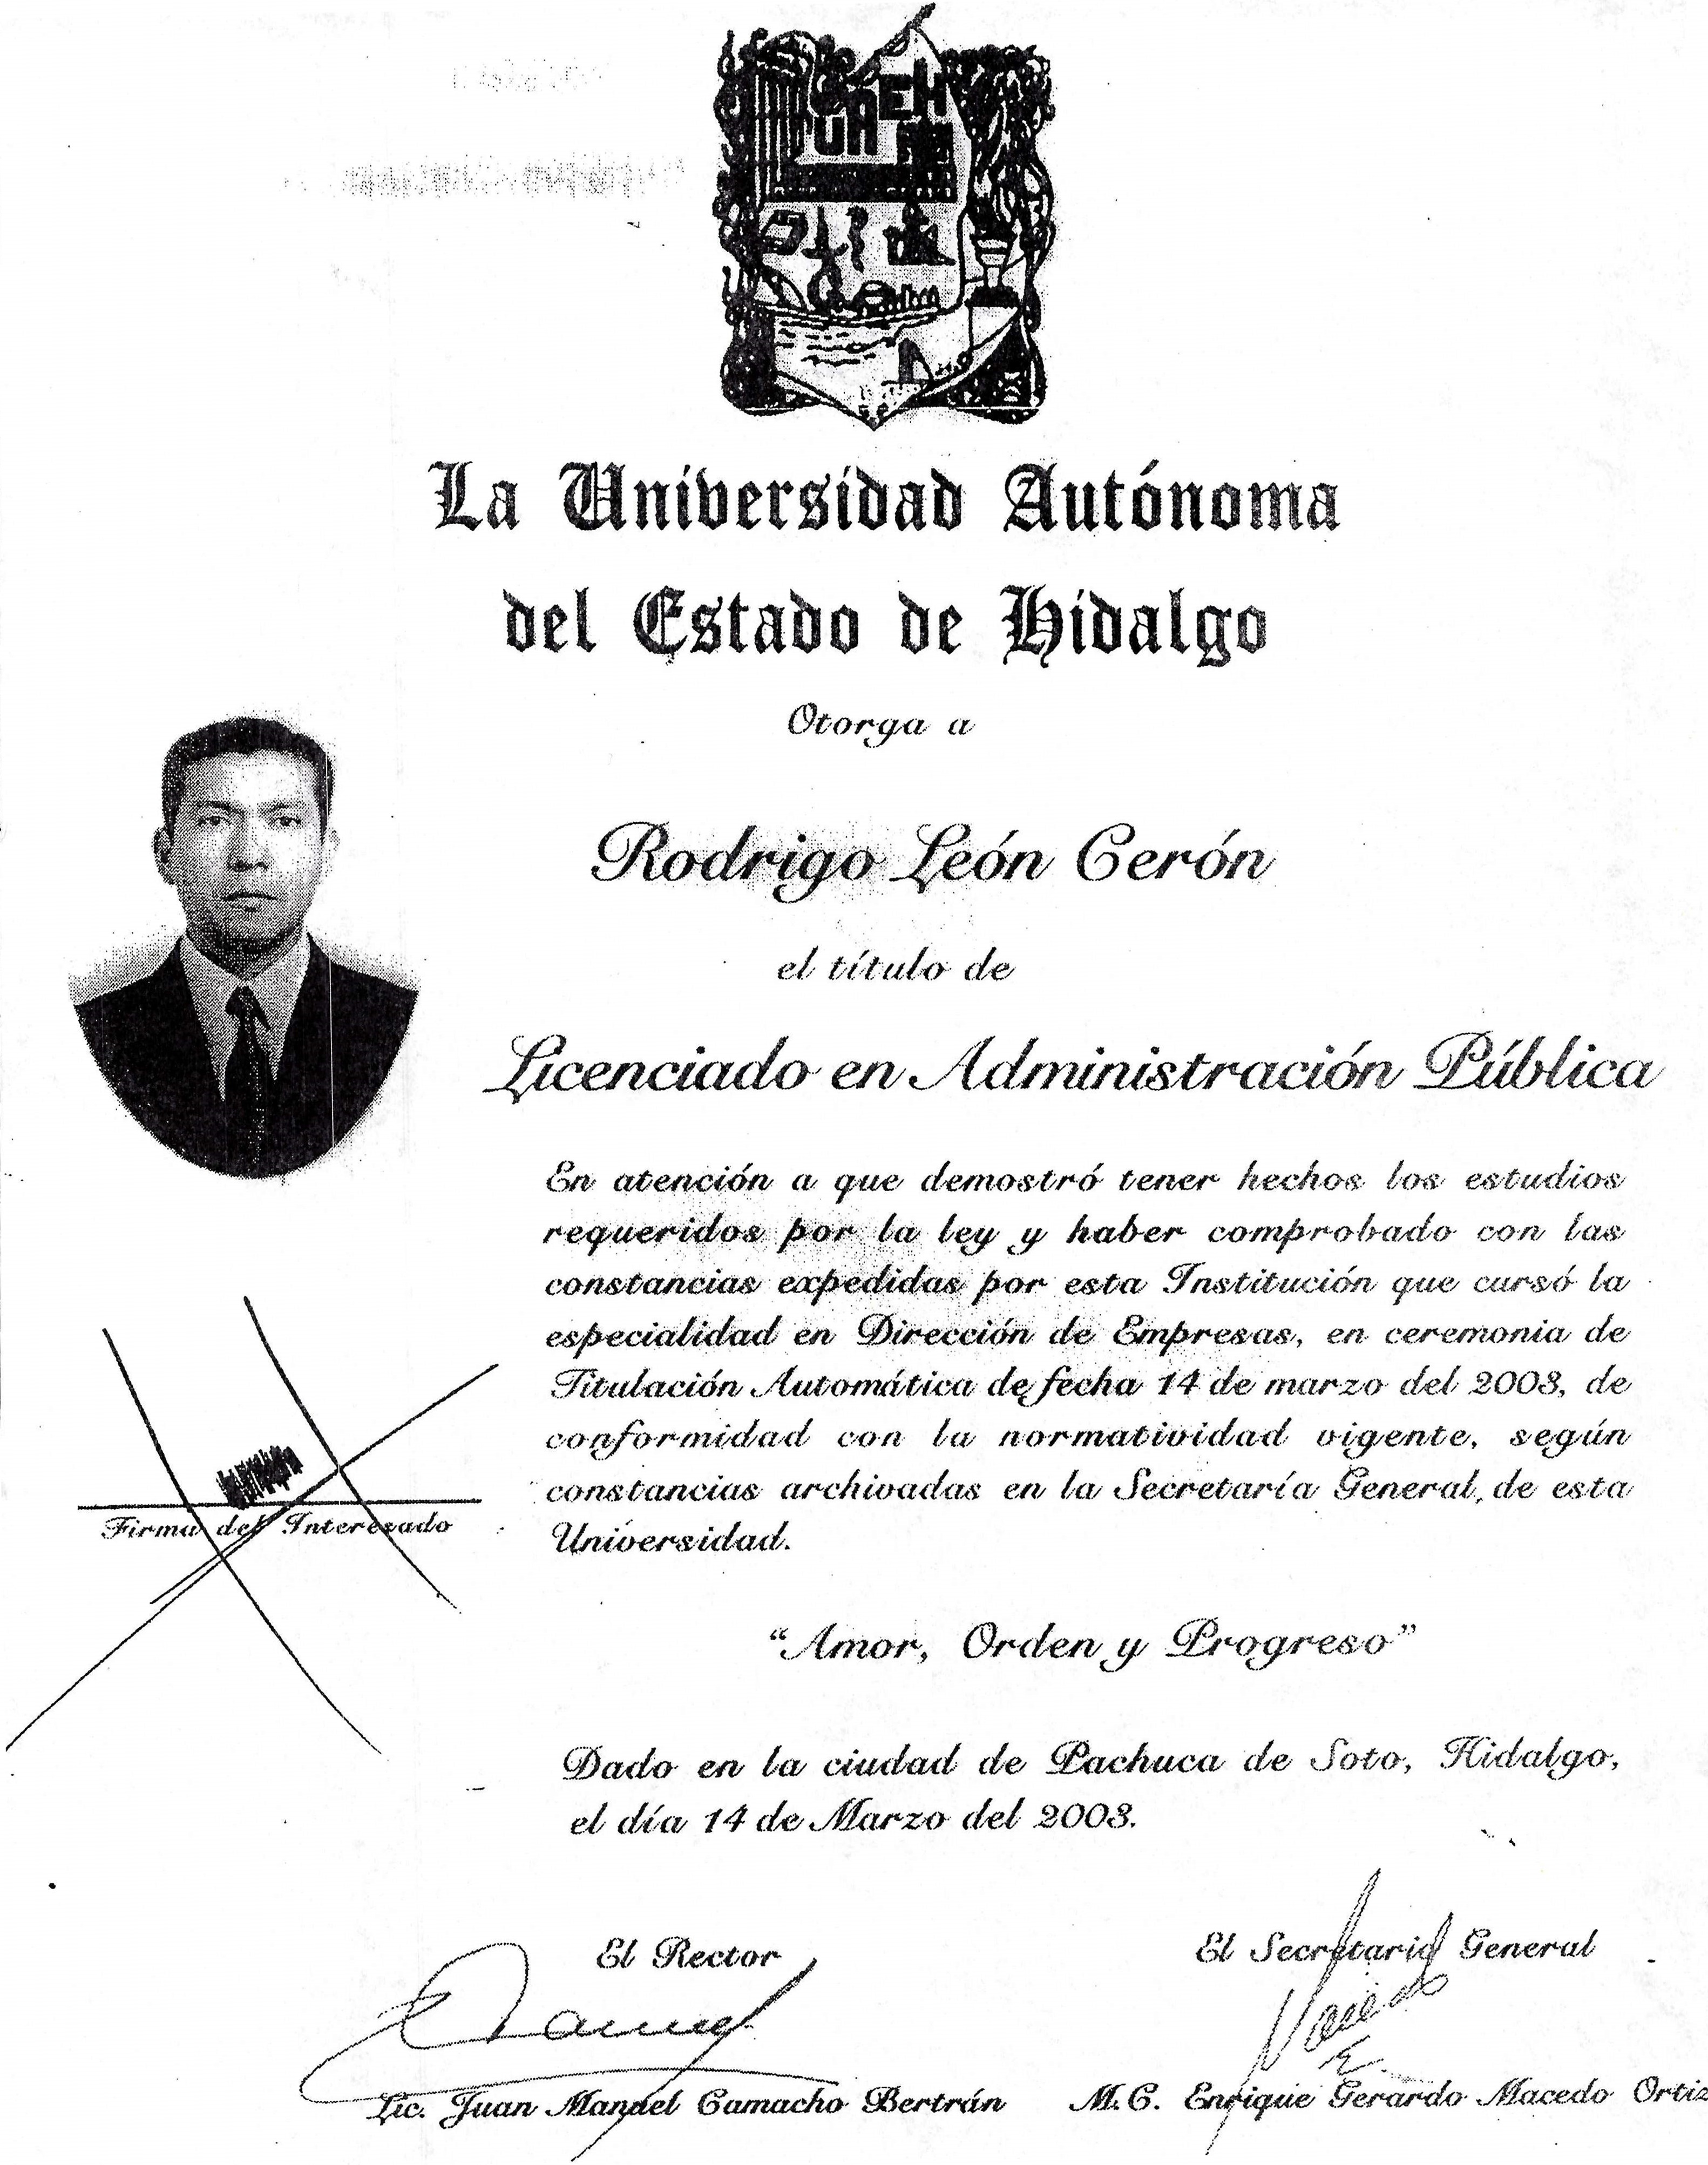 UAEH
La Universidad Autónoma
del Estado de Hidalgo
Otorga a
Rodrigo León Cerón
el título de
Licenciado en Administración Pública
En atención a que demostró tener hechos los estudios
requeridos por la ley y haber comprobado con las
constancias expedidas por esta Institución que cursó la
especialidad en Dirección de Empresas, en ceremonia de
Titulación Automática de fecha 14 de marzo del 2003, de
conformidad con la normatividad vigente, según
constancias archivadas en la Secretaría General, de esta
Universidad.
Firma del Interesado
“Amor, Orden y Progreso”
Dado en la ciudad de Pachuca de Soto, Hidalgo,
el día 14 de Marzo del 2003.
El Rector
Lic. Juan Manuel Camacho Bertrán
El Secretario General
M.C. Enrique Gerardo Macedo Ortiz